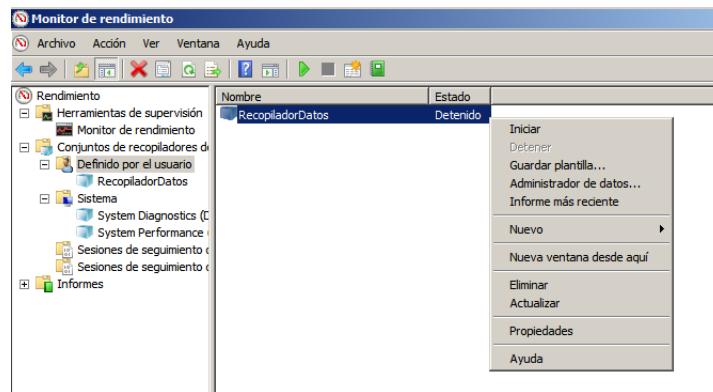 Monitor de rendimiento
Archivo Acción Ver Ventana Ayuda
Rendimiento
Herramientas de supervisión
Monitor de rendimiento
Conjuntos de recopiladores d
Definido por el usuario
RecopiladorDatos
Sistema
System Diagnostics (D
System Performance
Sesiones de seguimiento
Sesiones de seguimiento
Informes
Nombre Estado
RecopiladorDatos Detenido
Iniciar
Detener
Guardar plantilla...
Administrador de datos...
Informe más reciente
Nuevo
Nueva ventana desde aquí
Eliminar
Actualizar
Propiedades
Ayuda